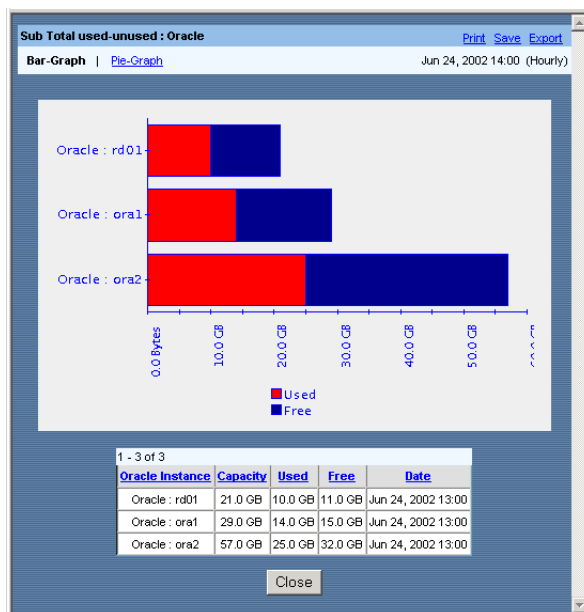 Sub Total used-unused : Oracle
Print Save Export
Bar-Graph | Pie-Graph
Jun 24, 2002 14:00 (Hourly)
Oracle : rd01
Oracle : ora1
Oracle : ora2
0.0 Bytes
10.0 GB
20.0 GB
30.0 GB
40.0 GB
50.0 GB
Used
Free
1 - 3 of 3
Oracle Instance Capacity Used Free Date
Oracle : rd01 21.0 GB 10.0 GB 11.0 GB Jun 24, 2002 13:00
Oracle : ora1 29.0 GB 14.0 GB 15.0 GB Jun 24, 2002 13:00
Oracle : ora2 57.0 GB 25.0 GB 32.0 GB Jun 24, 2002 13:00
Close